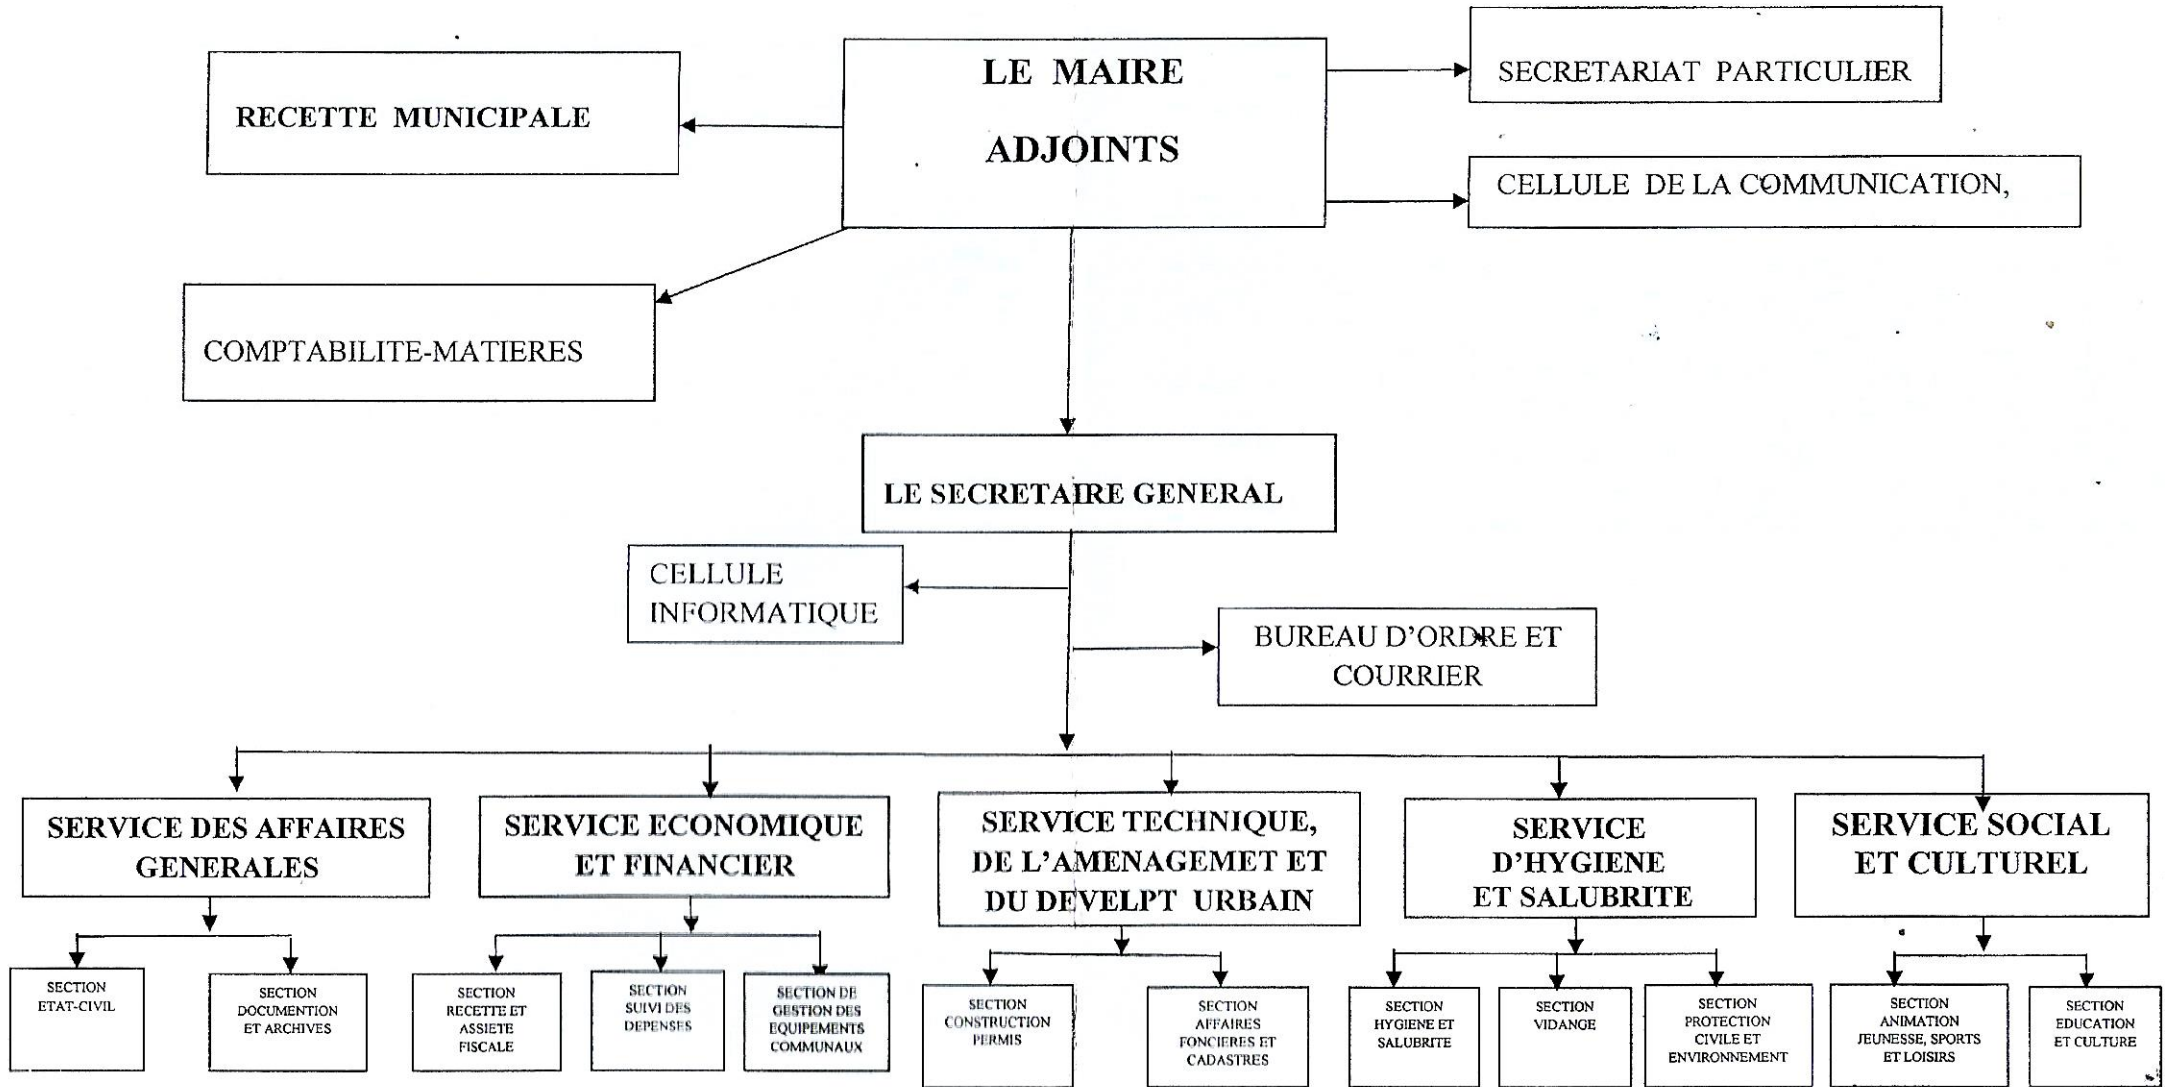 LE MAIRE
ADJOINTS
RECETTE MUNICIPALE
SECRETARIAT PARTICULIER
CELLULE DE LA COMMUNICATION,
COMPTABILITE-MATIERES
LE SECRETAIRE GENERAL
CELLULE
INFORMATIQUE
BUREAU D'ORDRE ET
COURRIER
SERVICE DES AFFAIRES
GENERALES
SERVICE ECONOMIQUE
ET FINANCIER
SERVICE TECHNIQUE,
DE L'AMENAGEMET ET
DU DEVELPT URBAIN
SERVICE
D'HYGIENE
ET SALUBRITE
SERVICE SOCIAL
ET CULTUREL
SECTION
ETAT-CIVIL
SECTION
DOCUMENTION
ET ARCHIVES
SECTION
RECETTE ET
ASSIETE
FISCALE
SECTION
SUIVI DES
DEPENSES
SECTION DE
GESTION DES
EQUIPEMENTS
COMMUNAUX
SECTION
CONSTRUCTION
PERMIS
SECTION
AFFAIRES
FONCIERES ET
CADASTRES
SECTION
HYGIENE ET
SALUBRITE
SECTION
VIDANGE
SECTION
PROTECTION
CIVILE ET
ENVIRONNEMENT
SECTION
ANIMATION
JEUNESSE, SPORTS
ET LOISIRS
SECTION
EDUCATION
ET CULTURE